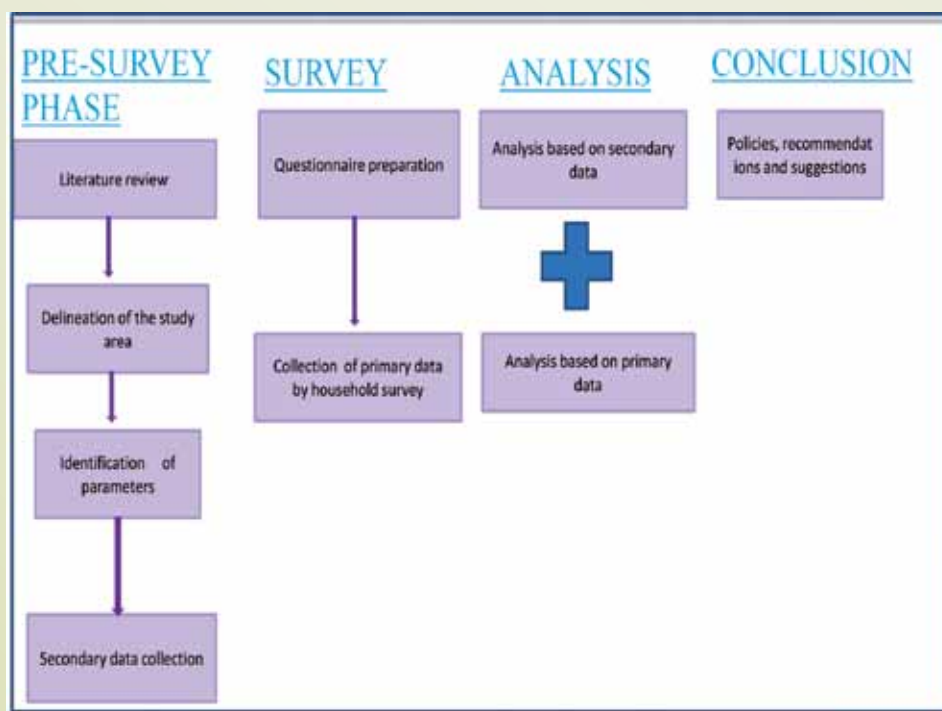 PRE-SURVEY
PHASE
Literature review
Delineation of the study
area
Identification of
parameters
Secondary data collection
SURVEY
Questionnaire preparation
Collection of primary data
by household survey
ANALYSIS
Analysis based on secondary
data
Analysis based on primary
data
CONCLUSION
Policies, recommendat
ions and suggestions